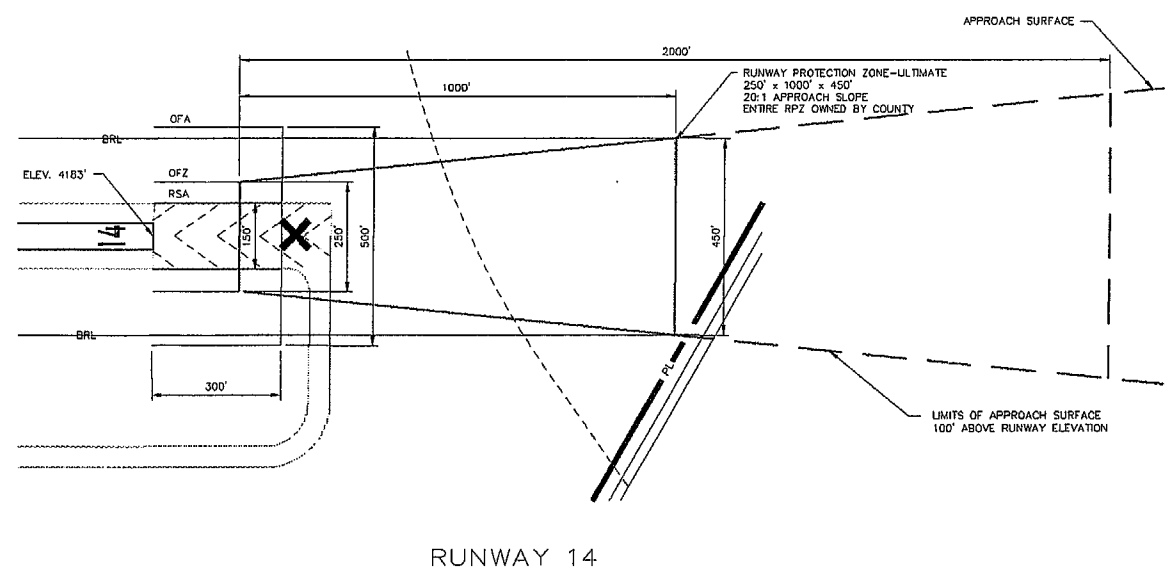 APPROACH SURFACE
2000'
RUNWAY PROTECTION ZONE-ULTIMATE
250' x 1000' x 450'
20:1 APPROACH SLOPE
ENTIRE RPZ OWNED BY COUNTY
1000'
OFA
BRL
ELEV. 4183'
OFZ
RSA
14
150'
250'
500'
450'
BRL
PL
300'
LIMITS OF APPROACH SURFACE
100' ABOVE RUNWAY ELEVATION
RUNWAY 14